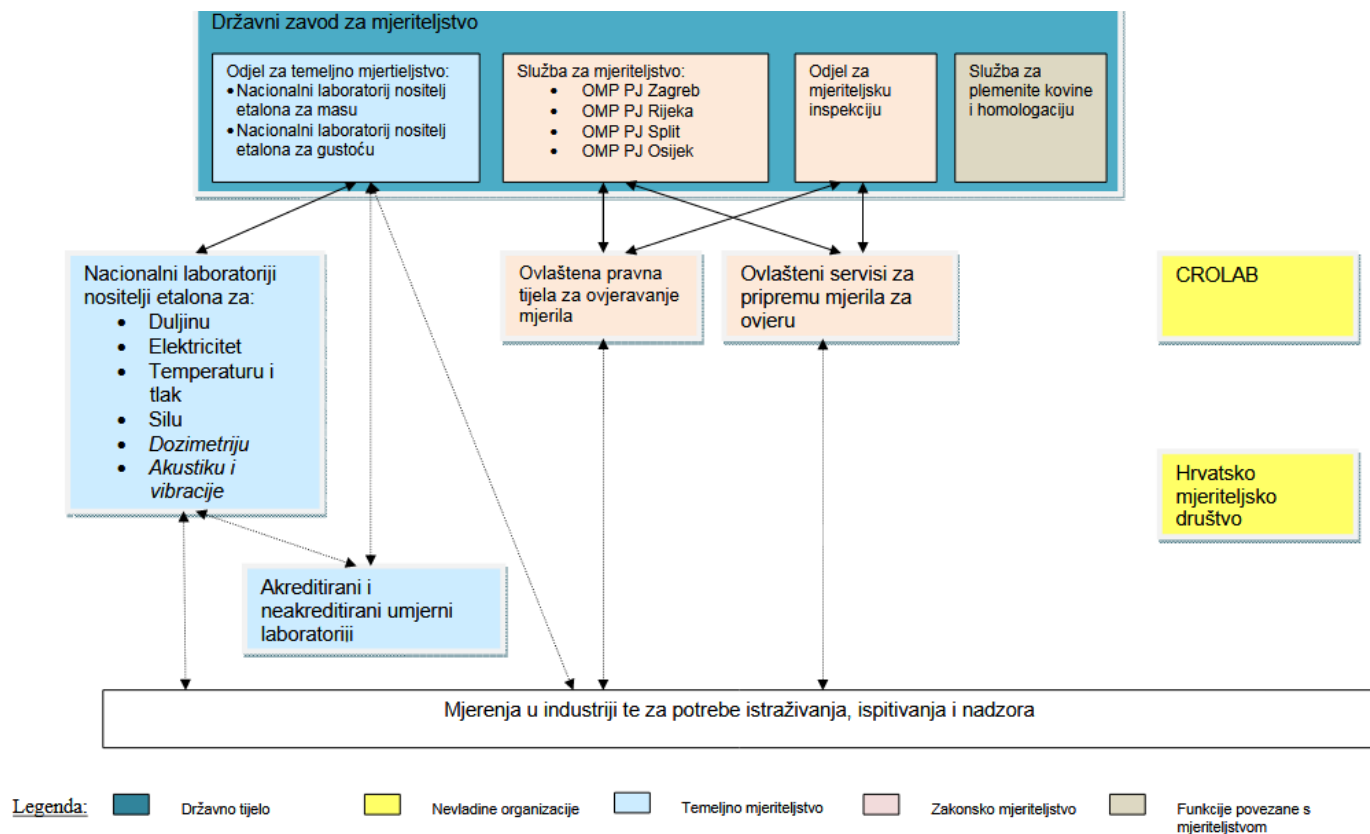 Državni zavod za mjeriteljstvo
Odjel za temeljno mjertieljstvo:
• Nacionalni laboratorij nositelj
etalona za masu
• Nacionalni laboratorij nositelj
etalona za gustoću
Služba za mjeriteljstvo:
• OMP PJ Zagreb
• OMP PJ Rijeka
• OMP PJ Split
• OMP PJ Osijek
Odjel za
mjeriteljsku
inspekciju
Služba za
plemenite kovine
i homologaciju
Nacionalni laboratoriji
nositelji etalona za:
• Duljinu
• Elektricitet
• Temperaturu i
tlak
• Silu
• Dozimetriju
• Akustiku i
vibracije
Ovlaštena pravna
tijela za ovjeravanje
mjerila
Ovlašteni servisi za
pripremu mjerila za
ovjeru
CROLAB
Hrvatsko
mjeriteljsko
društvo
Akreditirani i
neakreditirani umjerni
laboratoriji
Mjerenja u industriji te za potrebe istraživanja, ispitivanja i nadzora
Legenda:
Državno tijelo
Nevladine organizacije
Temeljno mjeriteljstvo
Zakonsko mjeriteljstvo
Funkcije povezane s
mjeriteljstvom